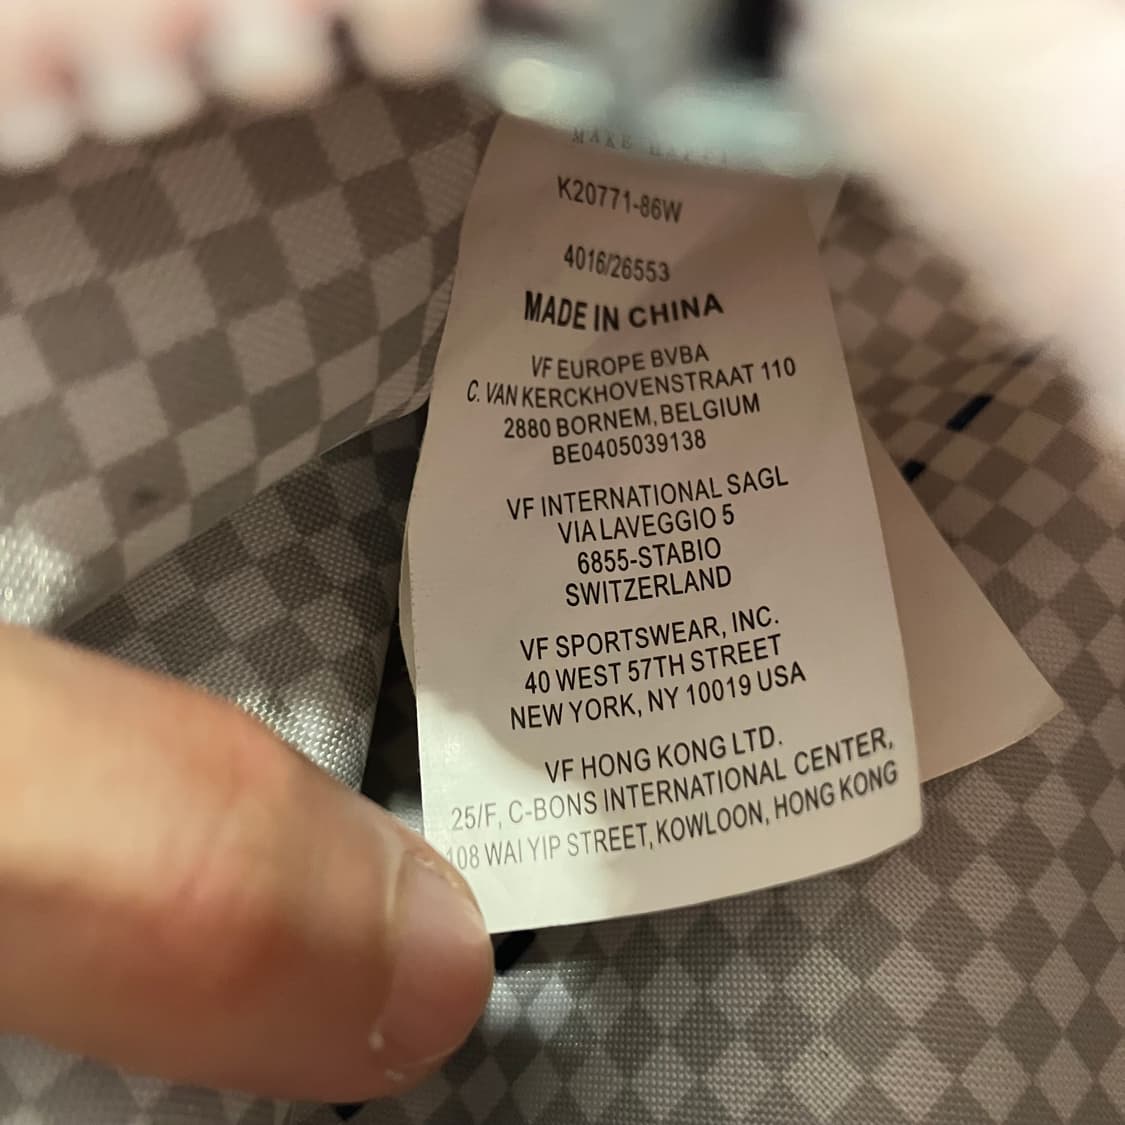 K20771-86W
4016/26553
MADE IN CHINA
VF EUROPE BVBA
C. VAN KERCKHOVENSTRAAT 110
2880 BORNEM, BELGIUM
BE0405039138
VF INTERNATIONAL SAGL
VIA LAVEGGIO 5
6855-STABIO
SWITZERLAND
VF SPORTSWEAR, INC.
40 WEST 57TH STREET
NEW YORK, NY 10019 USA
VF HONG KONG LTD.
25/F, C-BONS INTERNATIONAL CENTER,
108 WAI YIP STREET, KOWLOON, HONG KONG